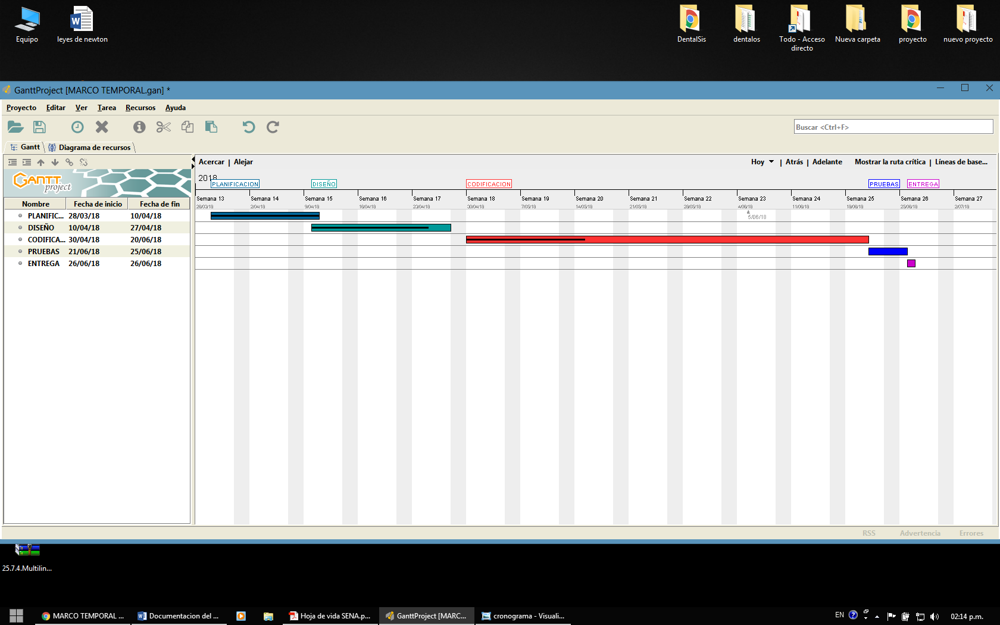 Equipo
leyes de newton
DentalSis
dentalos
Todo - Acceso
directo
Nueva carpeta
proyecto
nuevo proyecto
GanttProject [MARCO TEMPORAL.gan] *
Proyecto Editar Ver Tarea Recursos Ayuda
Buscar <Ctrl+F>
Gantt Diagrama de recursos
Acercar | Alejar
Hoy | Atrás | Adelante Mostrar la ruta crítica | Líneas de base...
GANTT
project
2018
PLANIFICACION DISEÑO CODIFICACION PRUEBAS ENTREGA
Semana 13 Semana 14 Semana 15 Semana 16 Semana 17 Semana 18 Semana 19 Semana 20 Semana 21 Semana 22 Semana 23 Semana 24 Semana 25 Semana 26 Semana 27
26/03/18 2/04/18 9/04/18 16/04/18 23/04/18 30/04/18 7/05/18 14/05/18 21/05/18 28/05/18 4/06/18 11/06/18 18/06/18 25/06/18 2/07/18
5/06/18
Nombre Fecha de inicio Fecha de fin
PLANIFIC... 28/03/18 10/04/18
DISEÑO 10/04/18 27/04/18
CODIFICA... 30/04/18 20/06/18
PRUEBAS 21/06/18 25/06/18
ENTREGA 26/06/18 26/06/18
RSS Advertencia Errores
25.7.4.Multilin...
MARCO TEMPORAL ...
Documentacion del ...
Hoja de vida SENA.p...
GanttProject [MARC...
cronograma - Visuali...
EN
02:14 p.m.